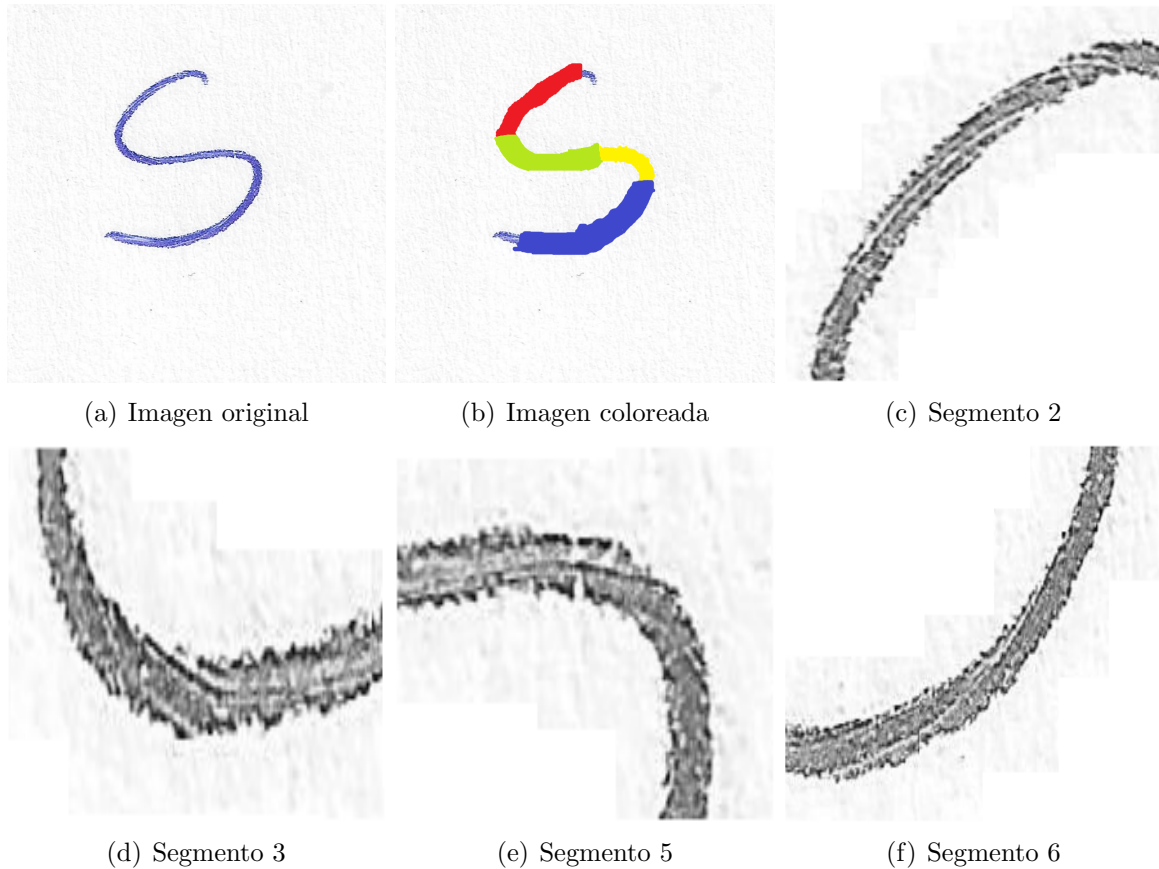 S
S
(a) Imagen original
(b) Imagen coloreada
(c) Segmento 2
(d) Segmento 3
(e) Segmento 5
(f) Segmento 6